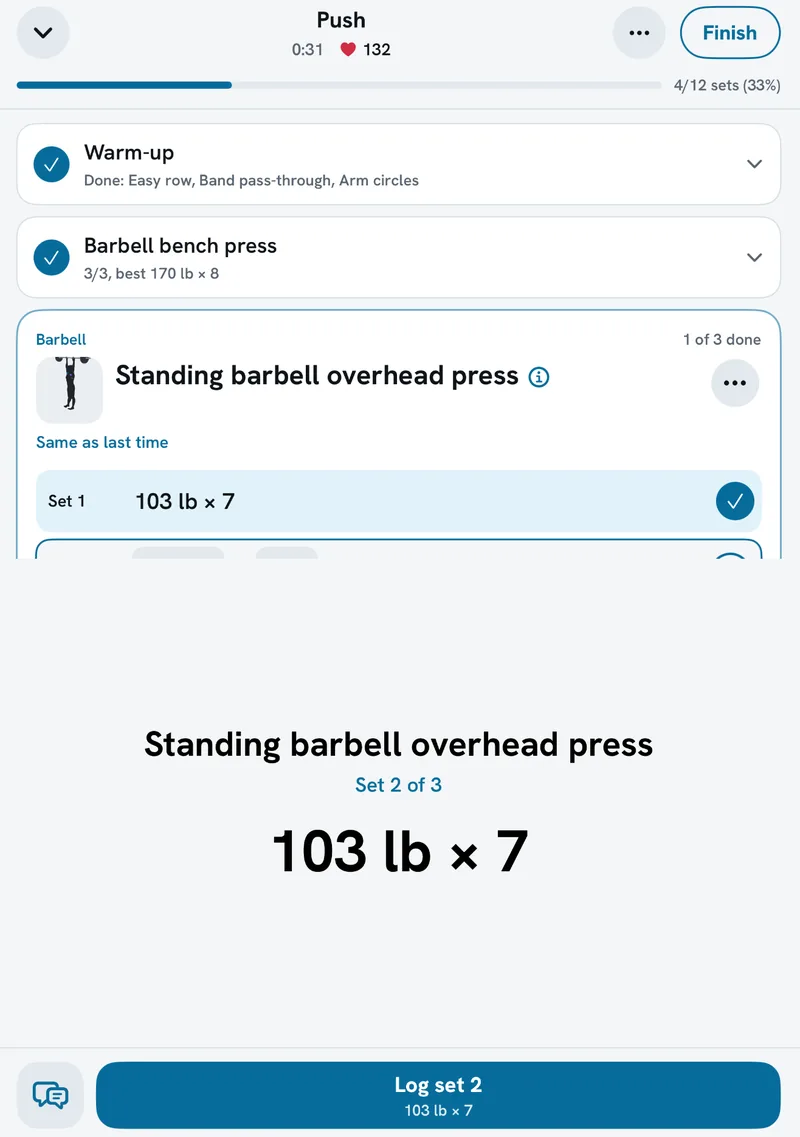 Push
0:31 132
Finish
4/12 sets (33%)
Warm-up
Done: Easy row, Band pass-through, Arm circles
Barbell bench press
3/3, best 170 lb × 8
Barbell
1 of 3 done
Standing barbell overhead press
Same as last time
Set 1 103 lb × 7
Standing barbell overhead press
Set 2 of 3
103 lb × 7
Log set 2
103 lb × 7